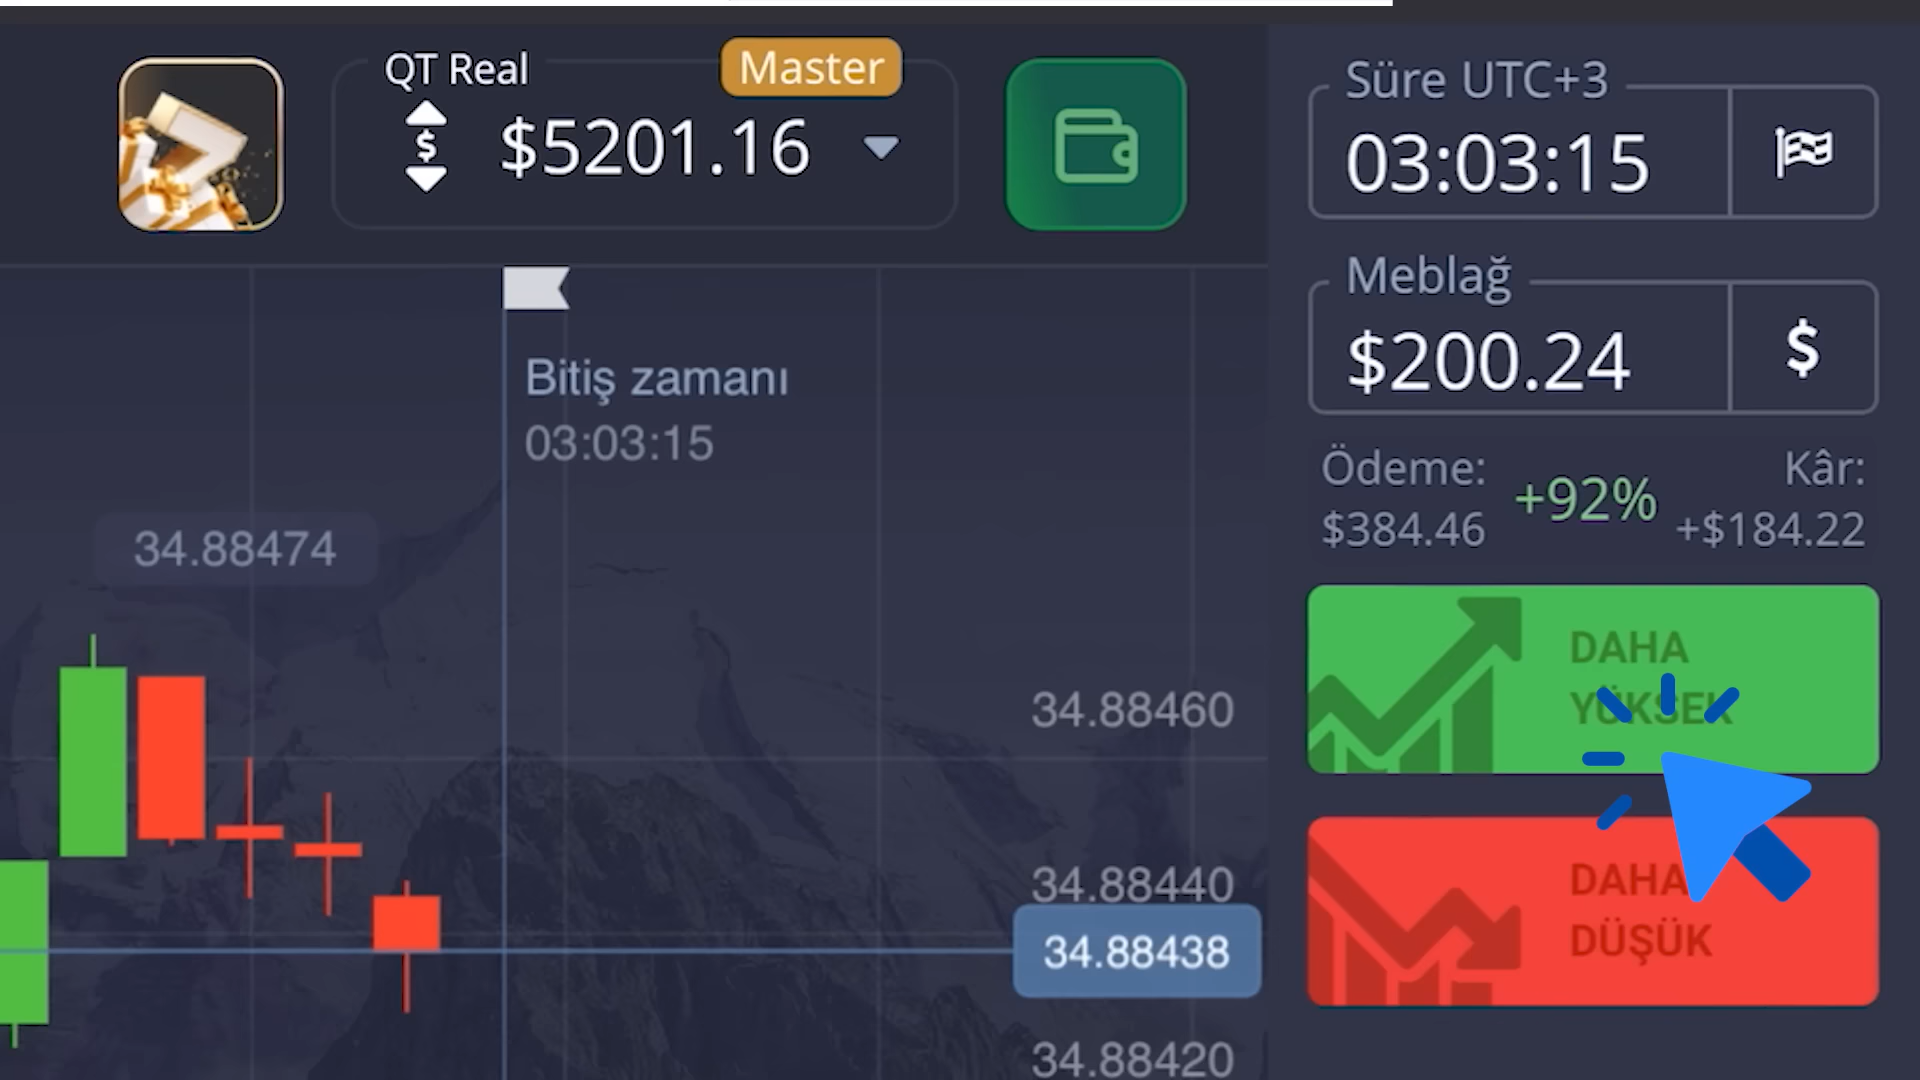 QT Real
Master
$
$5201.16
Süre UTC+3
03:03:15
Meblağ
$200.24
$
Ödeme:
$384.46
+92%
Kâr:
+$184.22
DAHA
YÜKSEK
DAHA
DÜŞÜK
Bitiş zamanı
03:03:15
34.88474
34.88460
34.88440
34.88438
34.88420